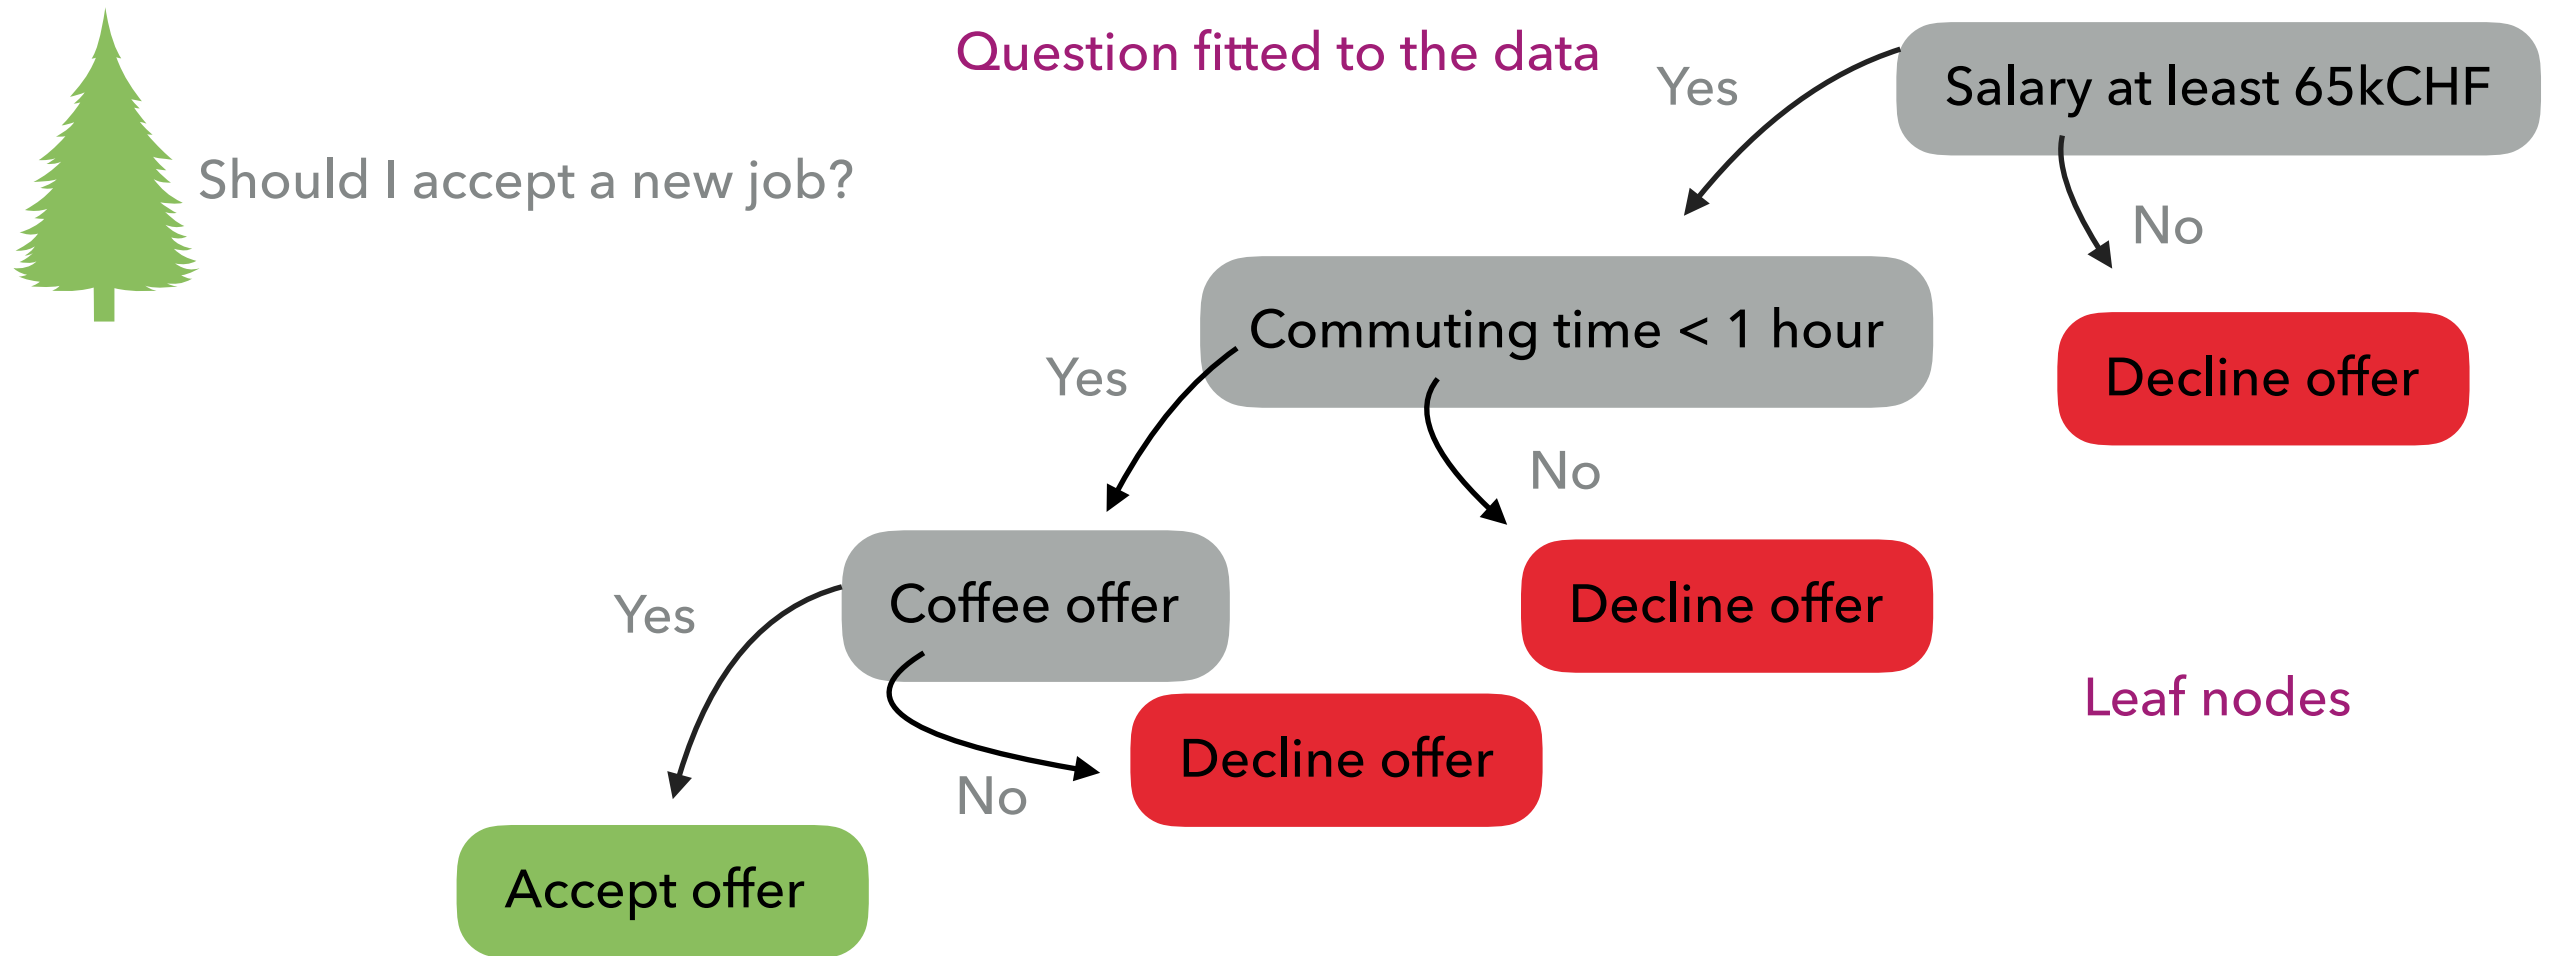 Question fitted to the data
Salary at least 65kCHF
Yes
Should I accept a new job?
No
Commuting time < 1 hour
Decline offer
Yes
No
Coffee offer
Decline offer
Yes
Leaf nodes
Decline offer
No
Accept offer